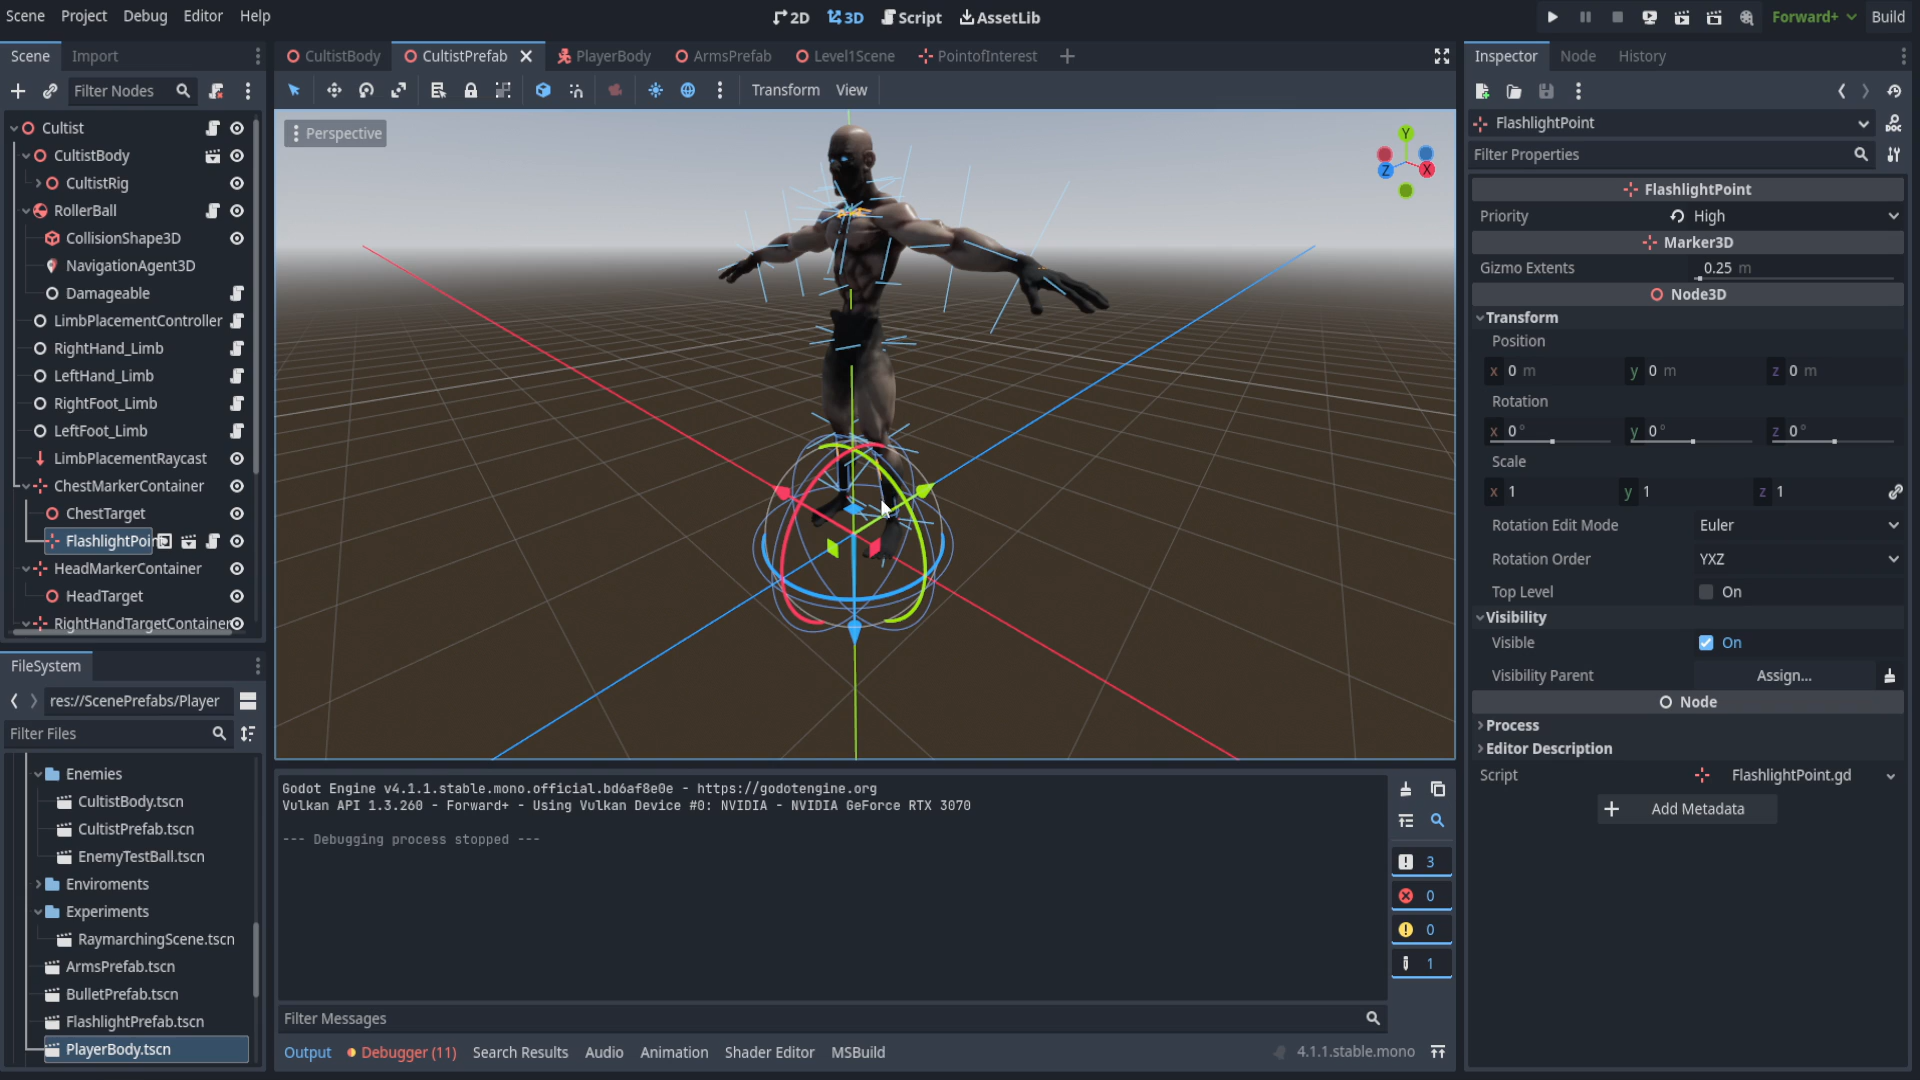 Scene Project Debug Editor Help
2D 3D Script AssetLib
Forward+ Build
Scene Import
Filter Nodes
Cultist
CultistBody
CultistRig
RollerBall
CollisionShape3D
NavigationAgent3D
Damageable
LimbPlacementController
RightHand_Limb
LeftHand_Limb
RightFoot_Limb
LeftFoot_Limb
LimbPlacementRaycast
ChestMarkerContainer
ChestTarget
FlashlightPoin
HeadMarkerContainer
HeadTarget
RightHandTargetContainer
FileSystem
res://ScenePrefabs/Player
Filter Files
Enemies
CultistBody.tscn
CultistPrefab.tscn
EnemyTestBall.tscn
Enviroments
Experiments
RaymarchingScene.tscn
ArmsPrefab.tscn
BulletPrefab.tscn
FlashlightPrefab.tscn
PlayerBody.tscn
CultistBody CultistPrefab PlayerBody ArmsPrefab Level1Scene PointofInterest
Transform View
Perspective
Y
Z X
Godot Engine v4.1.1.stable.mono.official.bd6af8e0e - https://godotengine.org
Vulkan API 1.3.260 - Forward+ - Using Vulkan Device #0: NVIDIA - NVIDIA GeForce RTX 3070
--- Debugging process stopped ---
3
0
0
1
Filter Messages
Output Debugger (11) Search Results Audio Animation Shader Editor MSBuild
4.1.1.stable.mono
Inspector Node History
FlashlightPoint
DOC
Filter Properties
FlashlightPoint
Priority High
Marker3D
Gizmo Extents 0.25 m
Node3D
Transform
Position
x 0 m y 0 m z 0 m
Rotation
x 0° y 0° z 0°
Scale
x 1 y 1 z 1
Rotation Edit Mode Euler
Rotation Order YXZ
Top Level On
Visibility
Visible On
Visibility Parent Assign...
Node
Process
Editor Description
Script FlashlightPoint.gd
Add Metadata